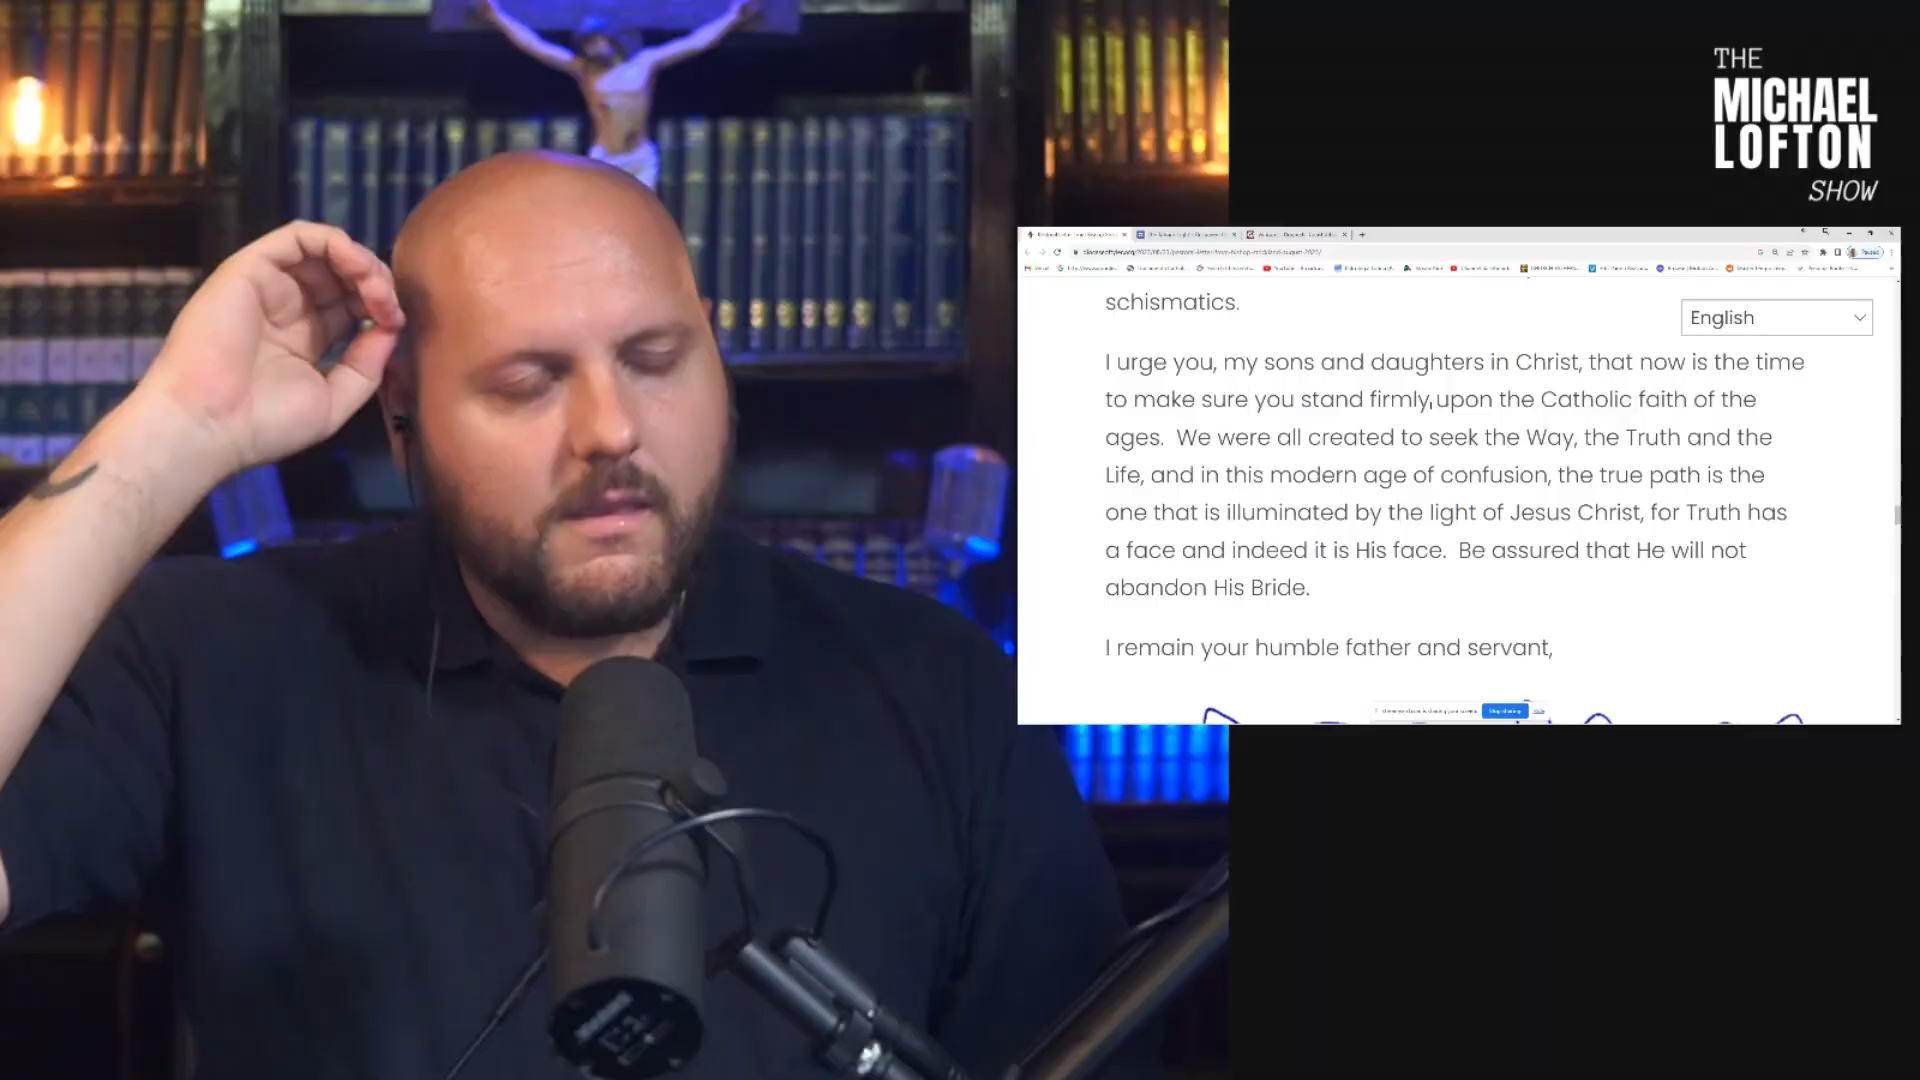 THE
MICHAEL
LOFTON
SHOW
schismatics.
English
I urge you, my sons and daughters in Christ, that now is the time
to make sure you stand firmly upon the Catholic faith of the
ages. We were all created to seek the Way, the Truth and the
Life, and in this modern age of confusion, the true path is the
one that is illuminated by the light of Jesus Christ, for Truth has
a face and indeed it is His face. Be assured that He will not
abandon His Bride.
I remain your humble father and servant,
Stop sharing
Hide